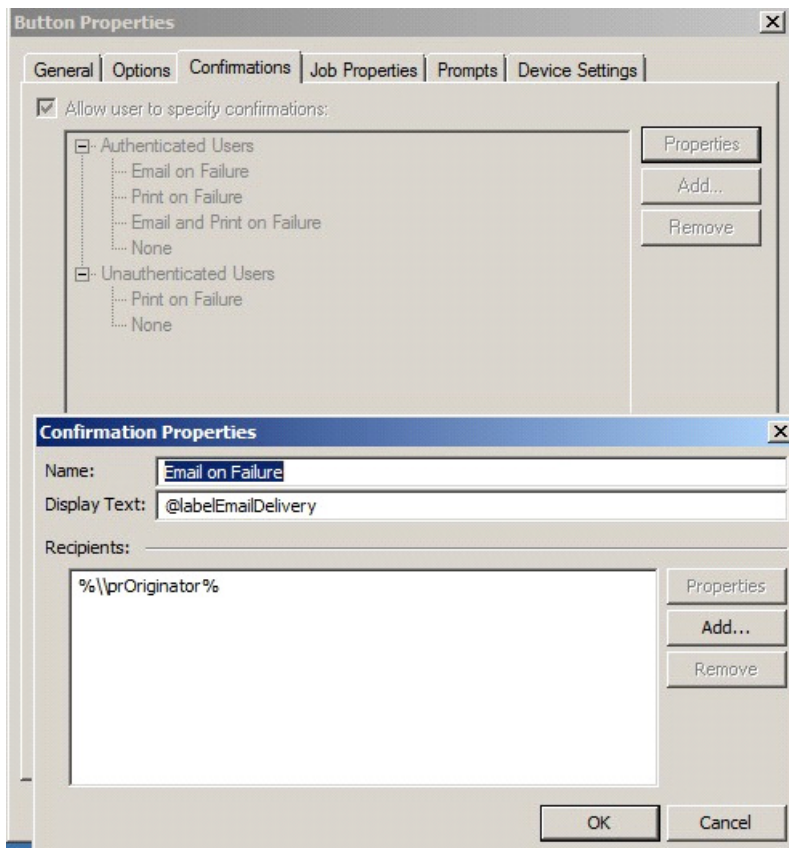 Button Properties
General Options Confirmations Job Properties Prompts Device Settings
Allow user to specify confirmations:
Authenticated Users
Email on Failure
Print on Failure
Email and Print on Failure
None
Unauthenticated Users
Print on Failure
None
Properties
Add...
Remove
Confirmation Properties
Name: Email on Failure
Display Text: @labelEmailDelivery
Recipients:
%\\prOriginator%
Properties
Add...
Remove
OK Cancel